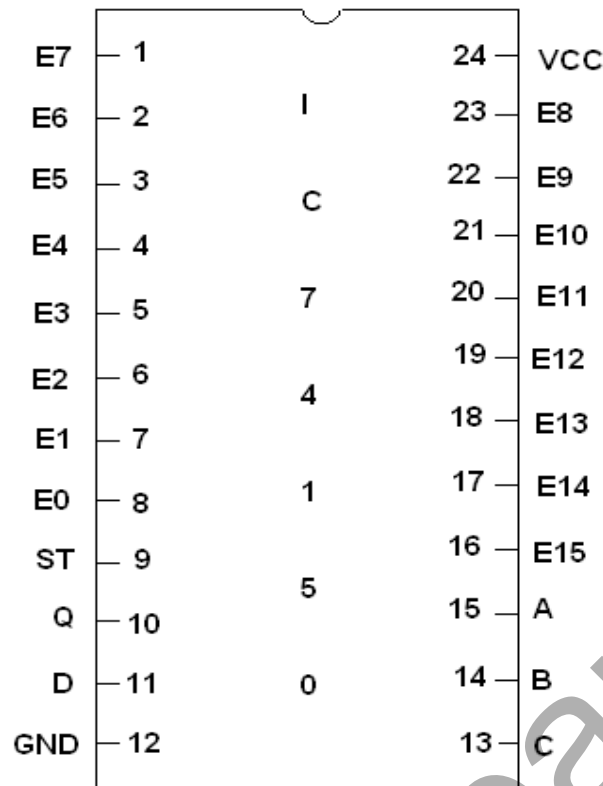 E7 1 24 VCC
I
E6 2 23 E8
E5 3 22 E9
C
E4 4 21 E10
7
E3 5 20 E11
E2 6 19 E12
4
E1 7 18 E13
1
E0 8 17 E14
ST 9 16 E15
5
Q 10 15 A
D 11 0 14 B
GND 12 13 C